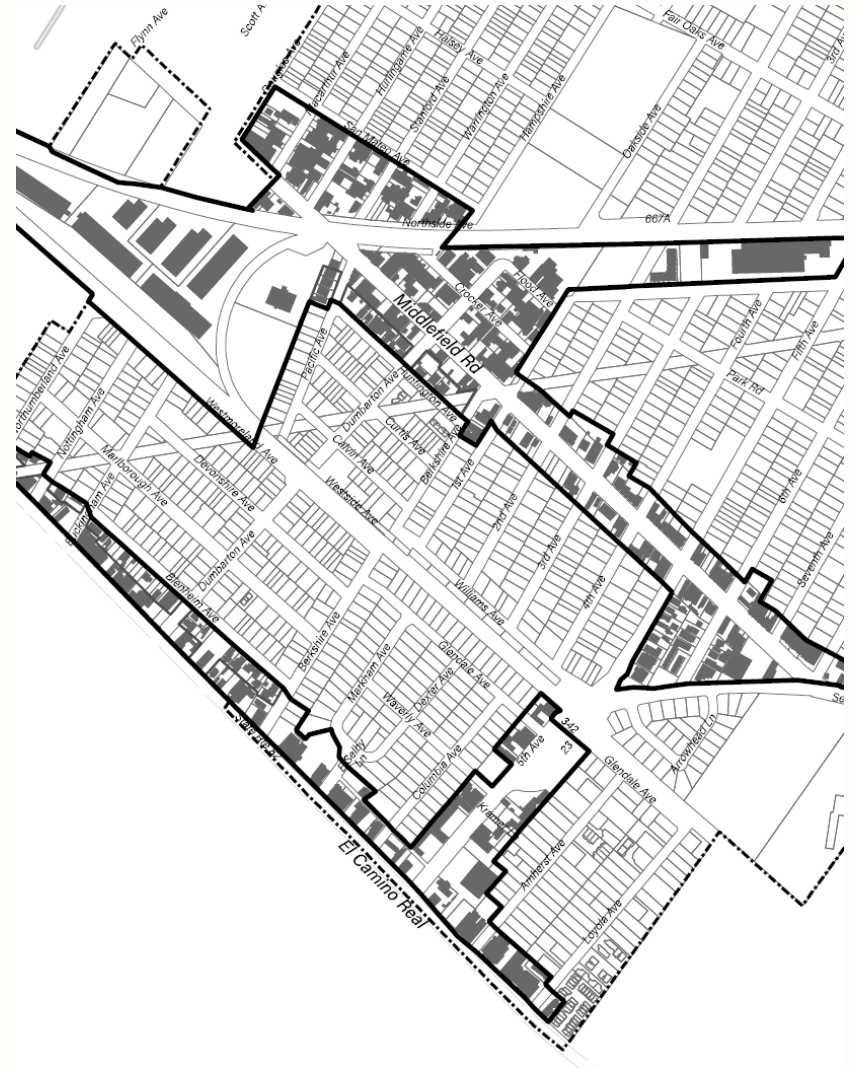 Flynn Ave
Scott A
Fair Oaks Ave
3rd Ave
Halsey Ave
Huntingame Ave
Macarthur Ave
Stanford Ave
Warrington Ave
Hampshire Ave
San Mateo Ave
Oakside Ave
667A
Northside Ave
Flood Ave
Crocker Ave
Middlefield Rd
Pacific Ave
Fourth Ave
Fifth Ave
Park Rd
Northumberland Ave
Nottingham Ave
Dumbarton Ave
Huntington Ave
Curtis Ave
Berkshire Ave
Westmoreland Ave
Calvin Ave
1st Ave
Marlborough Ave
Devonshire Ave
Westside Ave
2nd Ave
6th Ave
Buckingham Ave
Dumbarton Ave
3rd Ave
Seventh Ave
Blenheim Ave
4th Ave
Williams Ave
Berkshire Ave
Glendale Ave
Markham Ave
Dexter Ave
Waverly Ave
Se
342
23
5th Ave
Arrowhead Ln
Selby Ln
Columbia Ave
Glendale Ave
El Camino Real
Amherst Ave
Loyola Ave